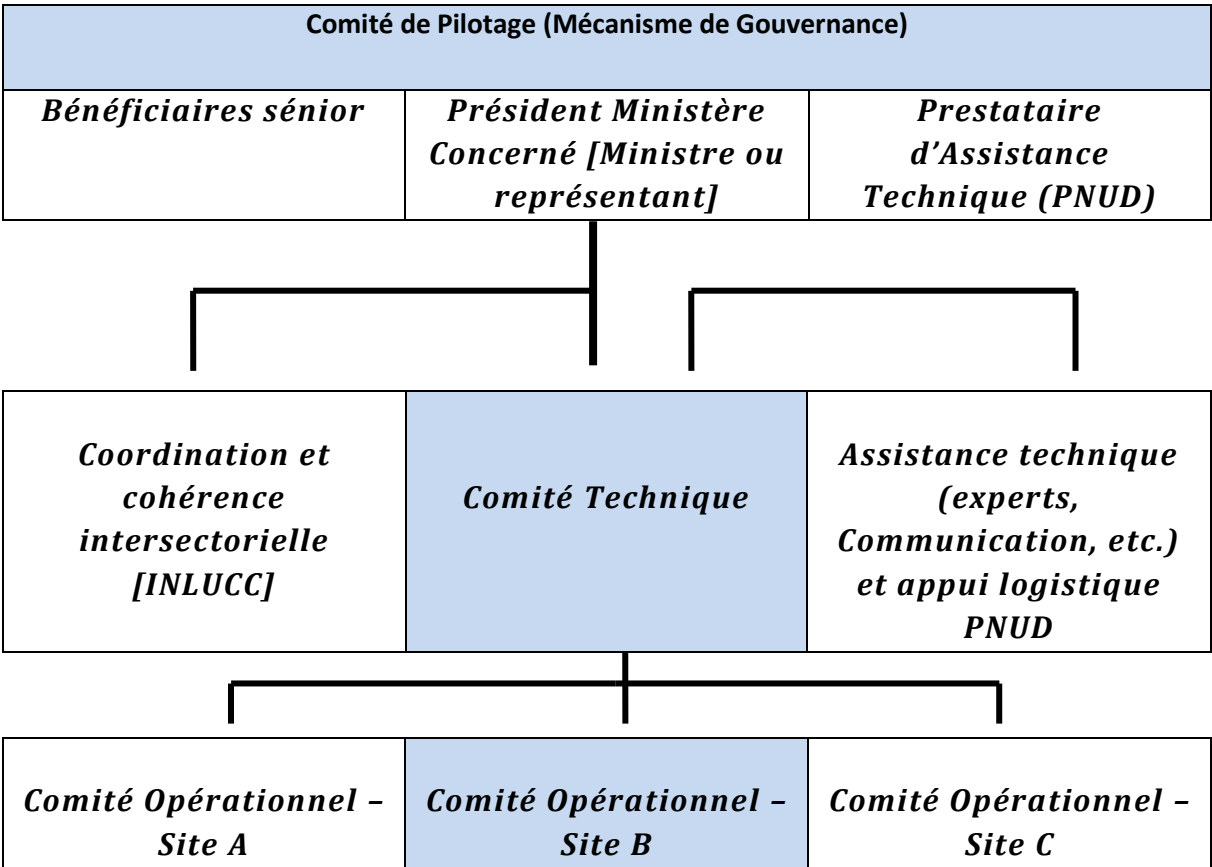 Comité de Pilotage (Mécanisme de Gouvernance)
Bénéficiaires sénior
Président Ministère
Concerné [Ministre ou
représentant]
Prestataire
d’Assistance
Technique (PNUD)
Coordination et
cohérence
intersectorielle
[INLUCC]
Comité Technique
Assistance technique
(experts,
Communication, etc.)
et appui logistique
PNUD
Comité Opérationnel –
Site A
Comité Opérationnel –
Site B
Comité Opérationnel –
Site C